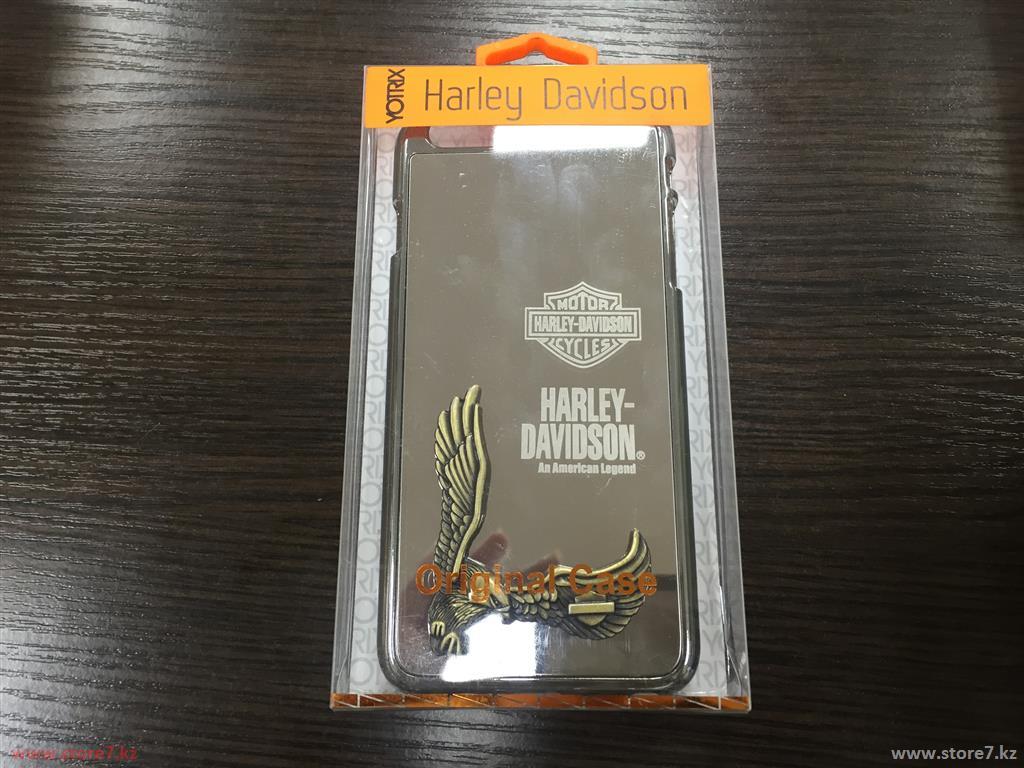 YOTRIX
Harley Davidson
MOTOR
HARLEY-DAVIDSON
CYCLES
HARLEY-
DAVIDSON®
An American Legend
Original Case
www.store7.kz
www.store7.kz